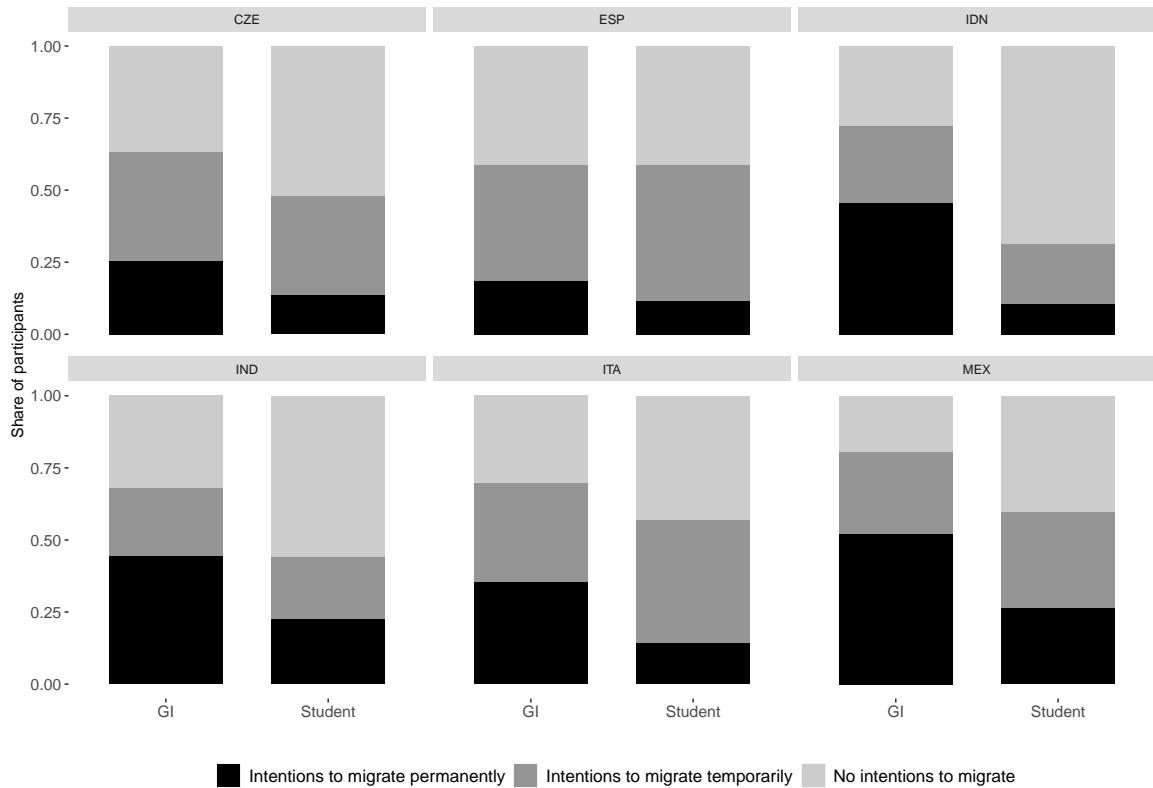 CZE ESP IDN
1.00
0.75
0.50
0.25
0.00
IND ITA MEX
1.00
0.75
0.50
0.25
0.00
Share of participants
GI Student GI Student GI Student
Intentions to migrate permanently Intentions to migrate temporarily No intentions to migrate